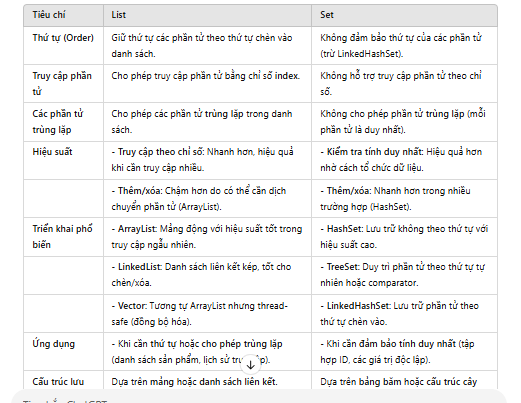 Tiêu chí List Set
Thứ tự (Order) Giữ thứ tự các phần tử theo thứ tự chèn vào Không đảm bảo thứ tự của các phần tử
danh sách. (trừ LinkedHashSet).
Truy cập phần Cho phép truy cập phần tử bằng chỉ số index. Không hỗ trợ truy cập phần tử theo chỉ
tử số.
Các phần tử Cho phép các phần tử trùng lặp trong danh Không cho phép phần tử trùng lặp (mỗi
trùng lặp sách. phần tử là duy nhất).
Hiệu suất - Truy cập theo chỉ số: Nhanh hơn, hiệu quả - Kiểm tra tính duy nhất: Hiệu quả hơn
khi cần truy cập nhiều. nhờ cách tổ chức dữ liệu.
- Thêm/xóa: Chậm hơn do có thể cần dịch - Thêm/xóa: Nhanh hơn trong nhiều
chuyển phần tử (ArrayList). trường hợp (HashSet).
Triển khai phổ - ArrayList: Mảng động với hiệu suất tốt trong - HashSet: Lưu trữ không theo thứ tự với
biến truy cập ngẫu nhiên. hiệu suất cao.
- LinkedList: Danh sách liên kết kép, tốt cho - TreeSet: Duy trì phần tử theo thứ tự tự
chèn/xóa. nhiên hoặc comparator.
- Vector: Tương tự ArrayList nhưng thread- - LinkedHashSet: Lưu trữ phần tử theo
safe (đồng bộ hóa). thứ tự chèn vào.
Ứng dụng - Khi cần thứ tự hoặc cho phép trùng lặp - Khi cần đảm bảo tính duy nhất (tập
(danh sách sản phẩm, lịch sử hợp ID, các giá trị độc lập).
Cấu trúc lưu Dựa trên mảng hoặc danh sách liên kết. Dựa trên bảng băm hoặc cấu trúc cây